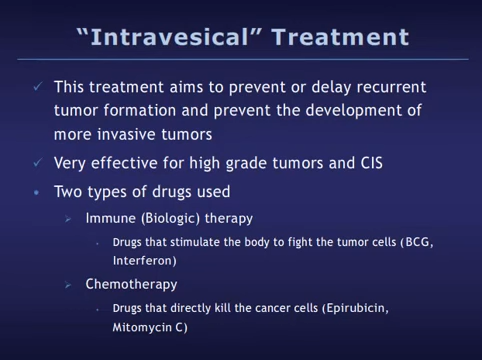 “Intravesical” Treatment
This treatment aims to prevent or delay recurrent
tumor formation and prevent the development of
more invasive tumors
Very effective for high grade tumors and CIS
Two types of drugs used
Immune (Biologic) therapy
Drugs that stimulate the body to fight the tumor cells (BCG,
Interferon)
Chemotherapy
Drugs that directly kill the cancer cells (Epirubicin,
Mitomycin C)